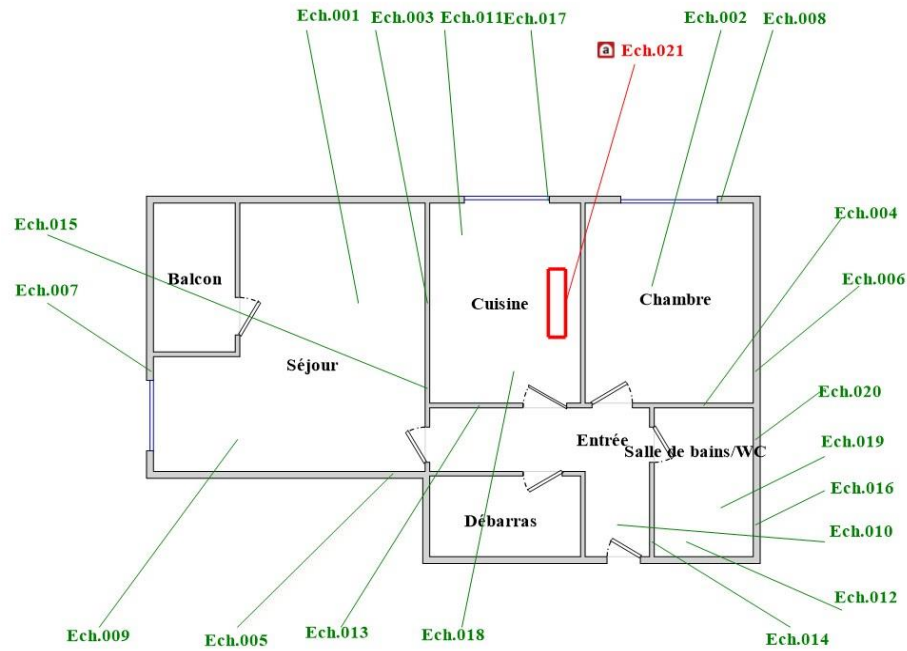 Ech.001
Ech.003
Ech.011
Ech.017
Ech.002
Ech.008
a Ech.021
Ech.004
Ech.015
Ech.006
Balcon
Ech.007
Cuisine
Chambre
Séjour
Ech.020
Entrée
Salle de bains/WC
Ech.019
Ech.016
Débarras
Ech.010
Ech.012
Ech.009
Ech.005
Ech.013
Ech.018
Ech.014